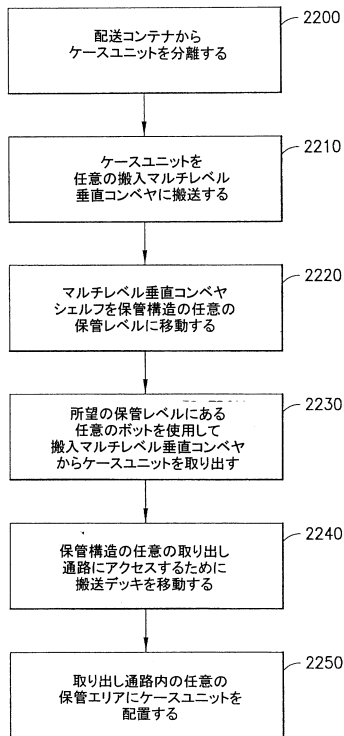 配送コンテナから
ケースユニットを分離する
2200
ケースユニットを
任意の搬入マルチレベル
垂直コンベヤに搬送する
2210
マルチレベル垂直コンベヤ
シェルフを保管構造の任意の
保管レベルに移動する
2220
所望の保管レベルにある
任意のボットを使用して
搬入マルチレベル垂直コンベヤ
からケースユニットを取り出す
2230
保管構造の任意の取り出し
通路にアクセスするために
搬送デッキを移動する
2240
取り出し通路内の任意の
保管エリアにケースユニットを
配置する
2250